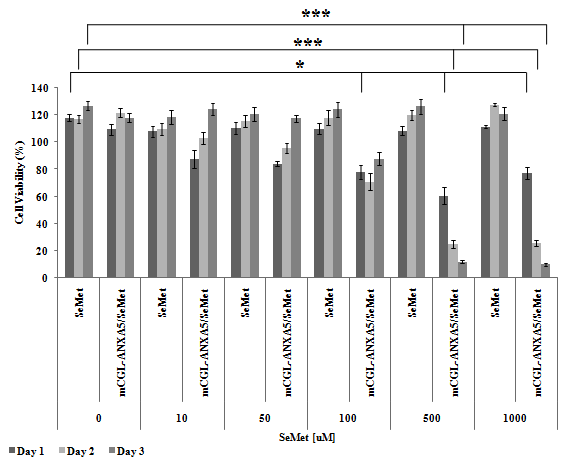 ***
***
*
Cell Viability (%)
140
120
100
80
60
40
20
0
SeMet
mCGL-ANXA5/SeMet
SeMet
mCGL-ANXA5/SeMet
SeMet
mCGL-ANXA5/SeMet
SeMet
mCGL-ANXA5/SeMet
SeMet
mCGL-ANXA5/SeMet
SeMet
mCGL-ANXA5/SeMet
0 10 50 100 500 1000
SeMet [uM]
Day 1 Day 2 Day 3